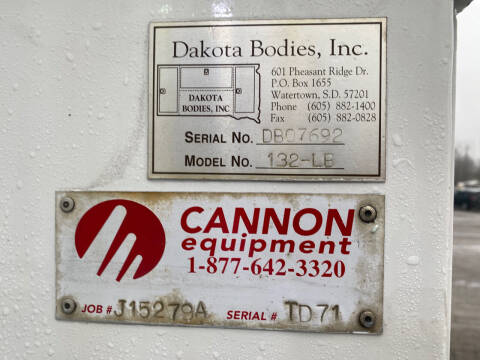 Dakota Bodies, Inc.
DAKOTA
BODIES, INC
601 Pheasant Ridge Dr.
P.O. Box 1655
Watertown, S.D. 57201
Phone (605) 882-1400
Fax (605) 882-0828
SERIAL NO. DB07692
MODEL NO. 132-LB
CANNON
equipment
1-877-642-3320
JOB # J15279A SERIAL # TD71